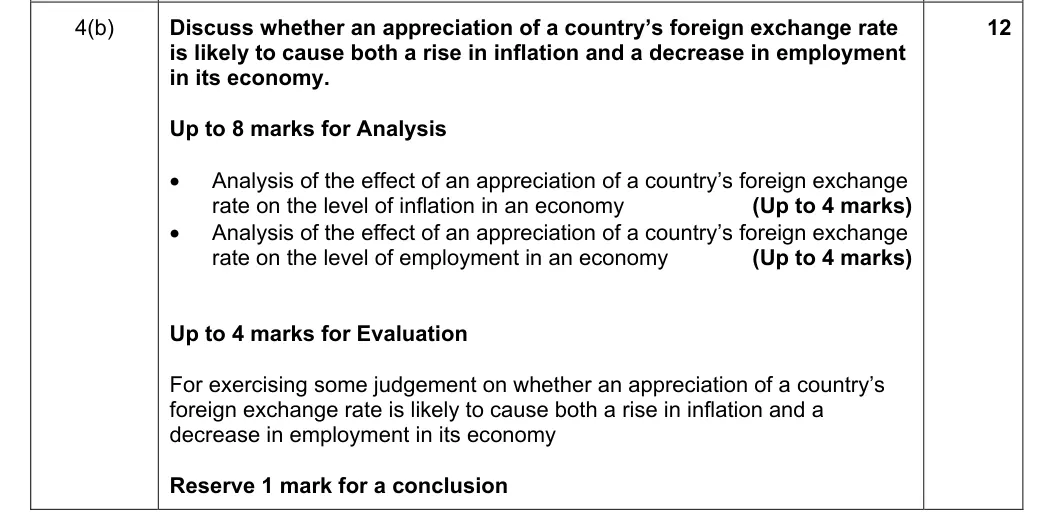 4(b) Discuss whether an appreciation of a country’s foreign exchange rate 12
is likely to cause both a rise in inflation and a decrease in employment
in its economy.
Up to 8 marks for Analysis
• Analysis of the effect of an appreciation of a country’s foreign exchange
rate on the level of inflation in an economy (Up to 4 marks)
• Analysis of the effect of an appreciation of a country’s foreign exchange
rate on the level of employment in an economy (Up to 4 marks)
Up to 4 marks for Evaluation
For exercising some judgement on whether an appreciation of a country’s
foreign exchange rate is likely to cause both a rise in inflation and a
decrease in employment in its economy
Reserve 1 mark for a conclusion